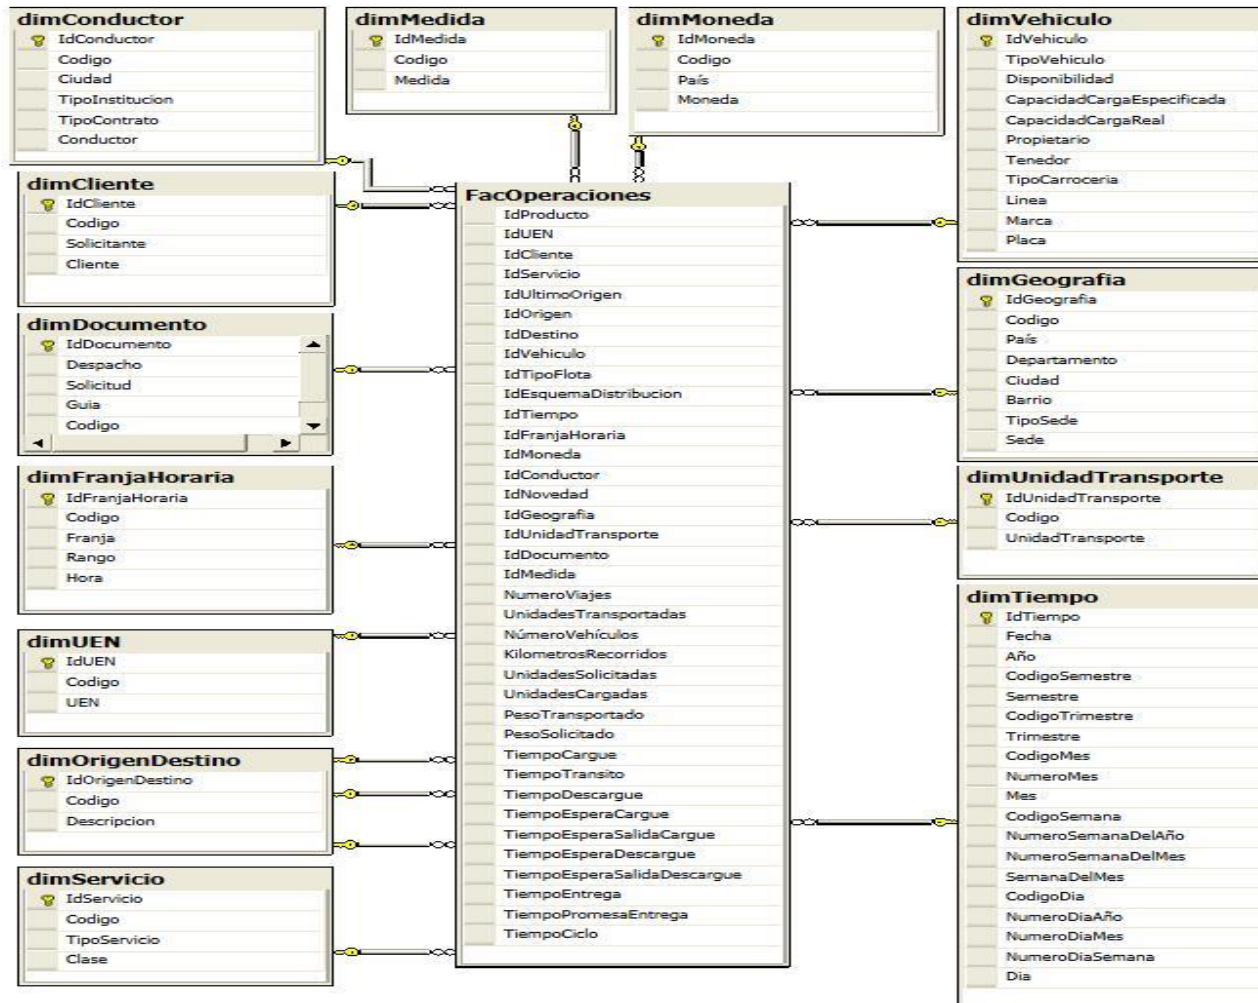 dimConductor
IdConductor
Codigo
Ciudad
TipoInstitucion
TipoContrato
Conductor
dimMedida
IdMedida
Codigo
Medida
dimMoneda
IdMoneda
Codigo
País
Moneda
dimVehiculo
IdVehiculo
TipoVehiculo
Disponibilidad
CapacidadCargaEspecificada
CapacidadCargaReal
Propietario
Tenedor
TipoCarroceria
Linea
Marca
Placa
dimCliente
IdCliente
Codigo
Solicitante
Cliente
dimDocumento
IdDocumento
Despacho
Solicitud
Guia
Codigo
dimFranjaHoraria
IdFranjaHoraria
Codigo
Franja
Rango
Hora
dimUEN
IdUEN
Codigo
UEN
dimOrigenDestino
IdOrigenDestino
Codigo
Descripcion
dimServicio
IdServicio
Codigo
TipoServicio
Clase
FacOperaciones
IdProducto
IdUEN
IdCliente
IdServicio
IdUltimoOrigen
IdOrigen
IdDestino
IdVehiculo
IdTipoFlota
IdEsquemaDistribucion
IdTiempo
IdFranjaHoraria
IdMoneda
IdConductor
IdNovedad
IdGeografia
IdUnidadTransporte
IdDocumento
IdMedida
NumeroViajes
UnidadesTransportadas
NúmeroVehículos
KilometrosRecorridos
UnidadesSolicitadas
UnidadesCargadas
PesoTransportado
PesoSolicitado
TiempoCargue
TiempoTransito
TiempoDescargue
TiempoEsperaCargue
TiempoEsperaSalidaCargue
TiempoEsperaDescargue
TiempoEsperaSalidaDescargue
TiempoEntrega
TiempoPromesaEntrega
TiempoCiclo
dimGeografia
IdGeografia
Codigo
País
Departamento
Ciudad
Barrio
TipoSede
Sede
dimUnidadTransporte
IdUnidadTransporte
Codigo
UnidadTransporte
dimTiempo
IdTiempo
Fecha
Año
CodigoSemestre
Semestre
CodigoTrimestre
Trimestre
CodigoMes
NumeroMes
Mes
CodigoSemana
NumeroSemanaDelAño
NumeroSemanaDelMes
SemanaDelMes
CodigoDia
NumeroDiaAño
NumeroDiaMes
NumeroDiaSemana
Dia